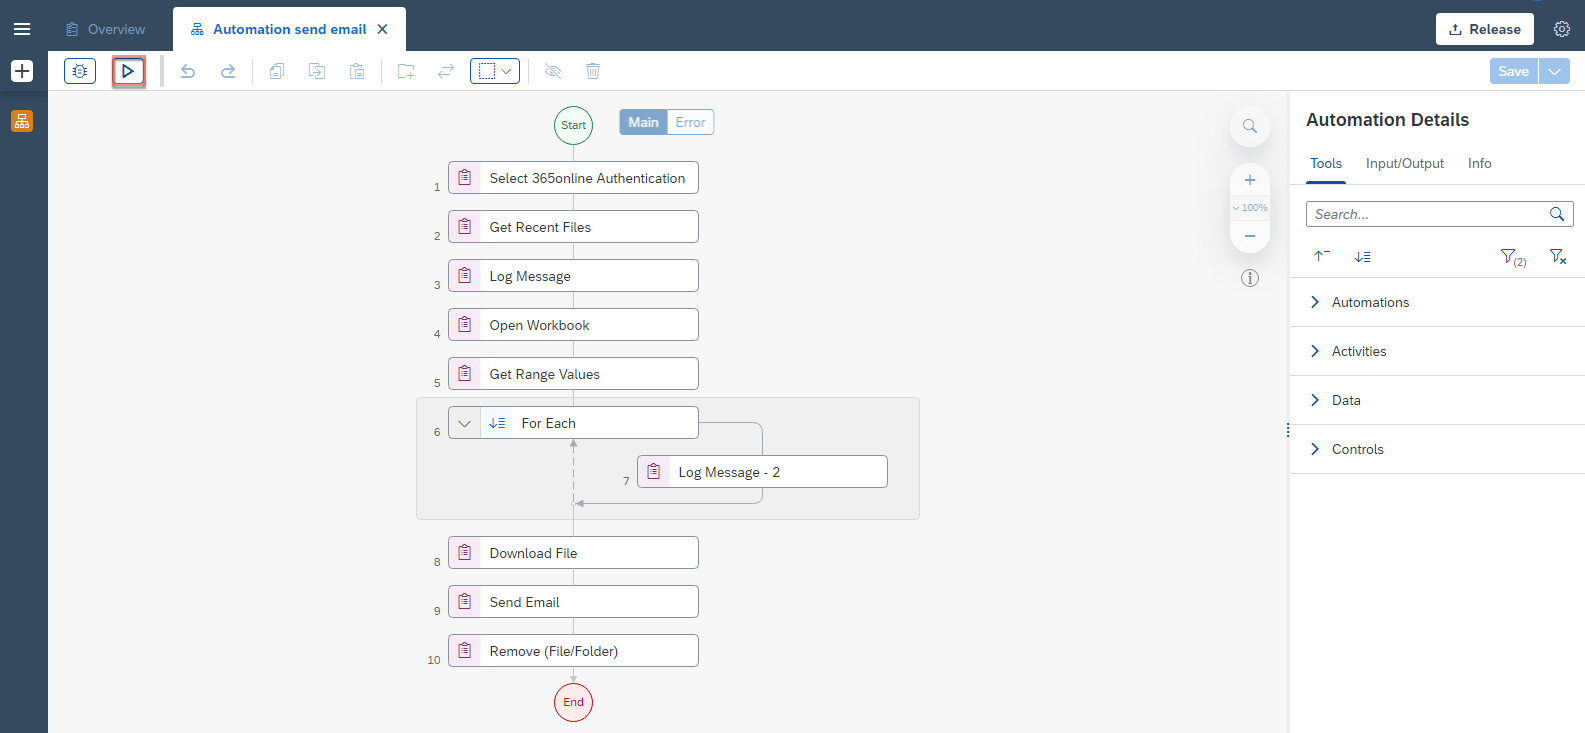 Overview
Automation send email
Release
Save
Start
Main
Error
1
Select 365online Authentication
2
Get Recent Files
3
Log Message
4
Open Workbook
5
Get Range Values
6
For Each
7
Log Message - 2
8
Download File
9
Send Email
10
Remove (File/Folder)
End
100%
Automation Details
Tools
Input/Output
Info
Search...
(2)
Automations
Activities
Data
Controls